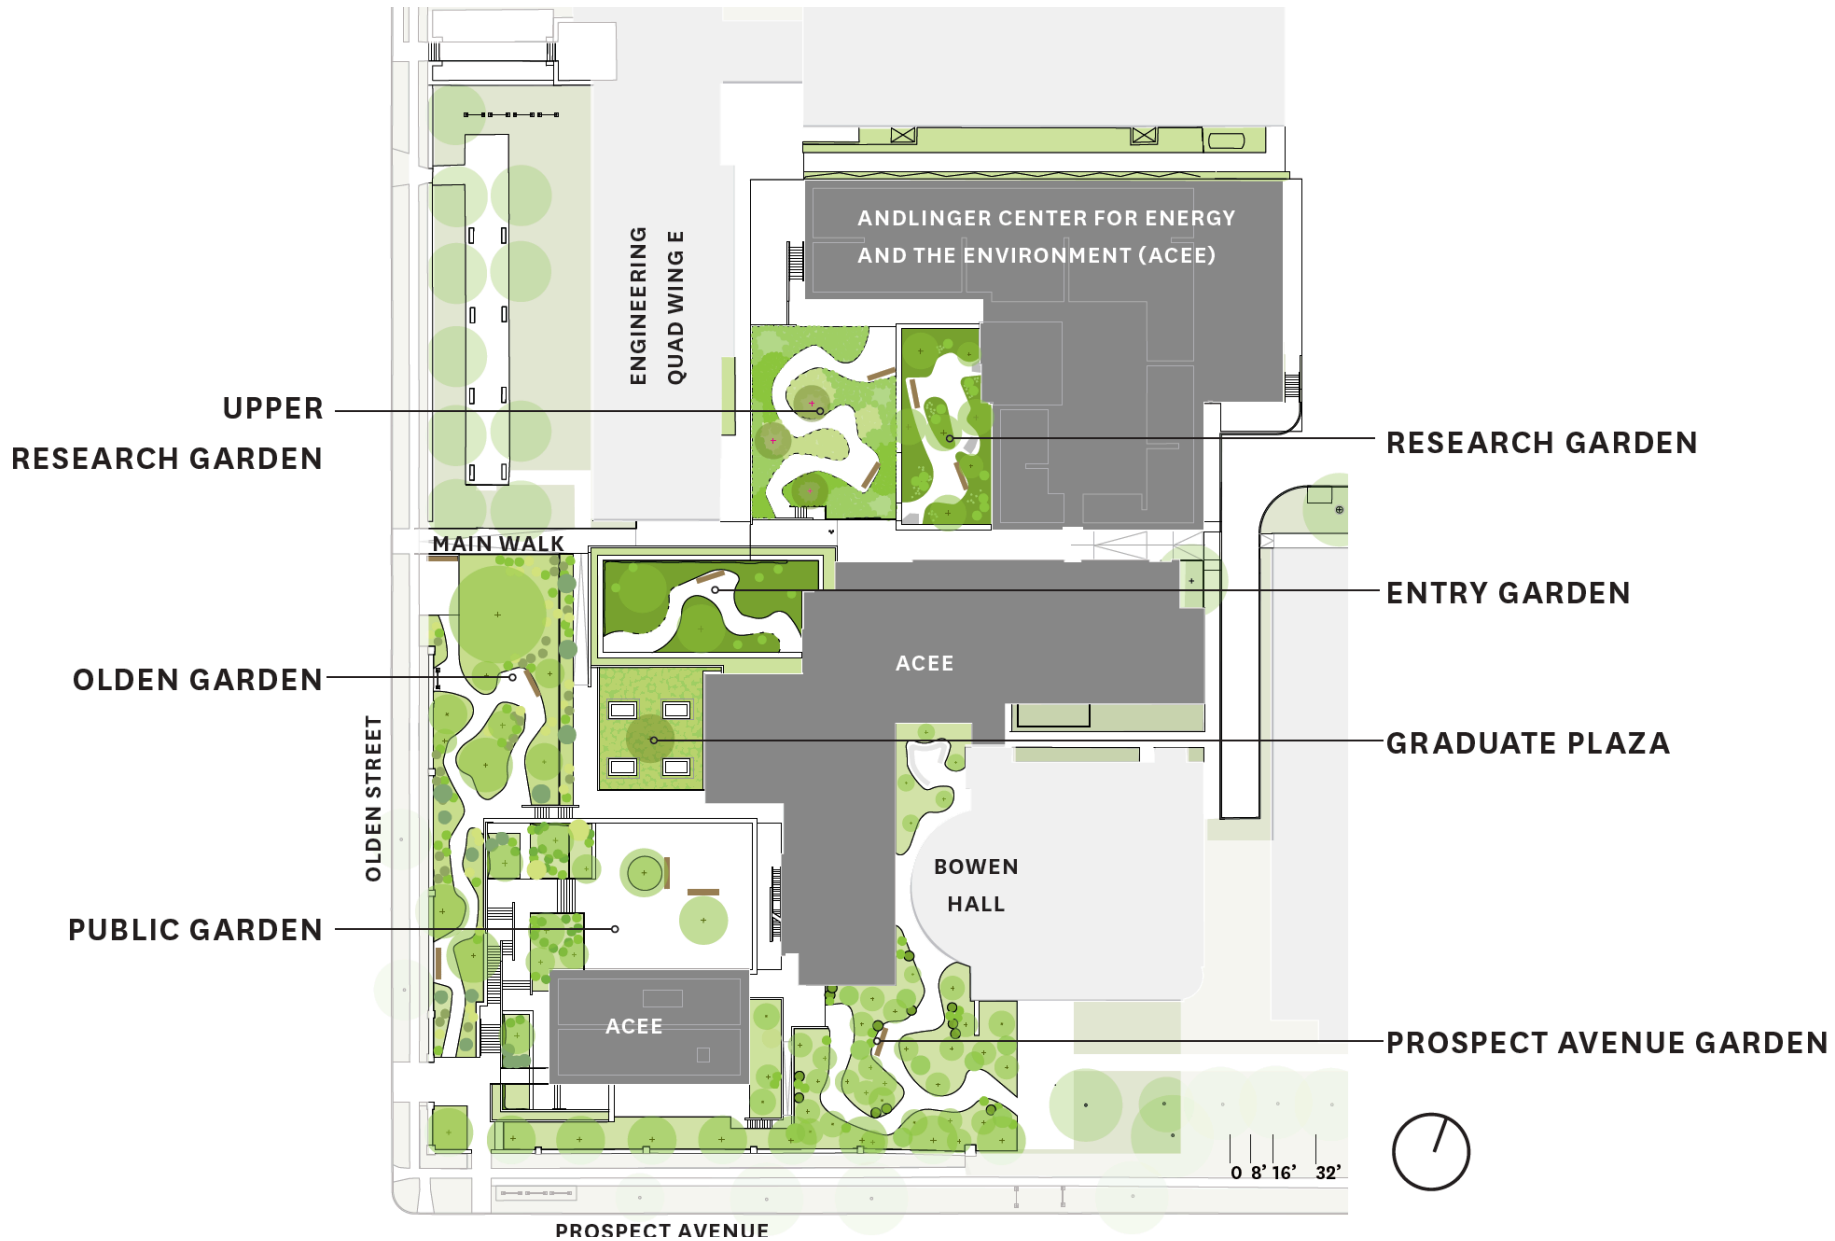 ANDLINGER CENTER FOR ENERGY
AND THE ENVIRONMENT (ACEE)
ENGINEERING
QUAD WING E
UPPER
RESEARCH GARDEN
RESEARCH GARDEN
MAIN WALK
ENTRY GARDEN
ACEE
OLDEN GARDEN
OLDEN STREET
GRADUATE PLAZA
BOWEN
HALL
PUBLIC GARDEN
ACEE
PROSPECT AVENUE GARDEN
0 8’ 16’ 32’
PROSPECT AVENUE